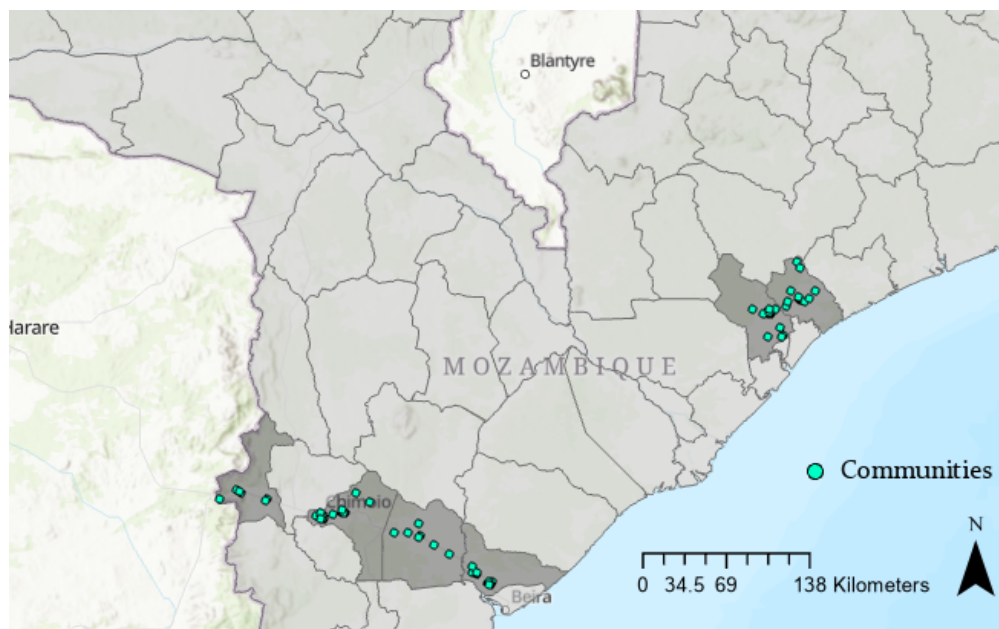 Blantyre
Harare
MOZAMBIQUE
Communities
Chimoio
N
0 34.5 69 138 Kilometers
Beira